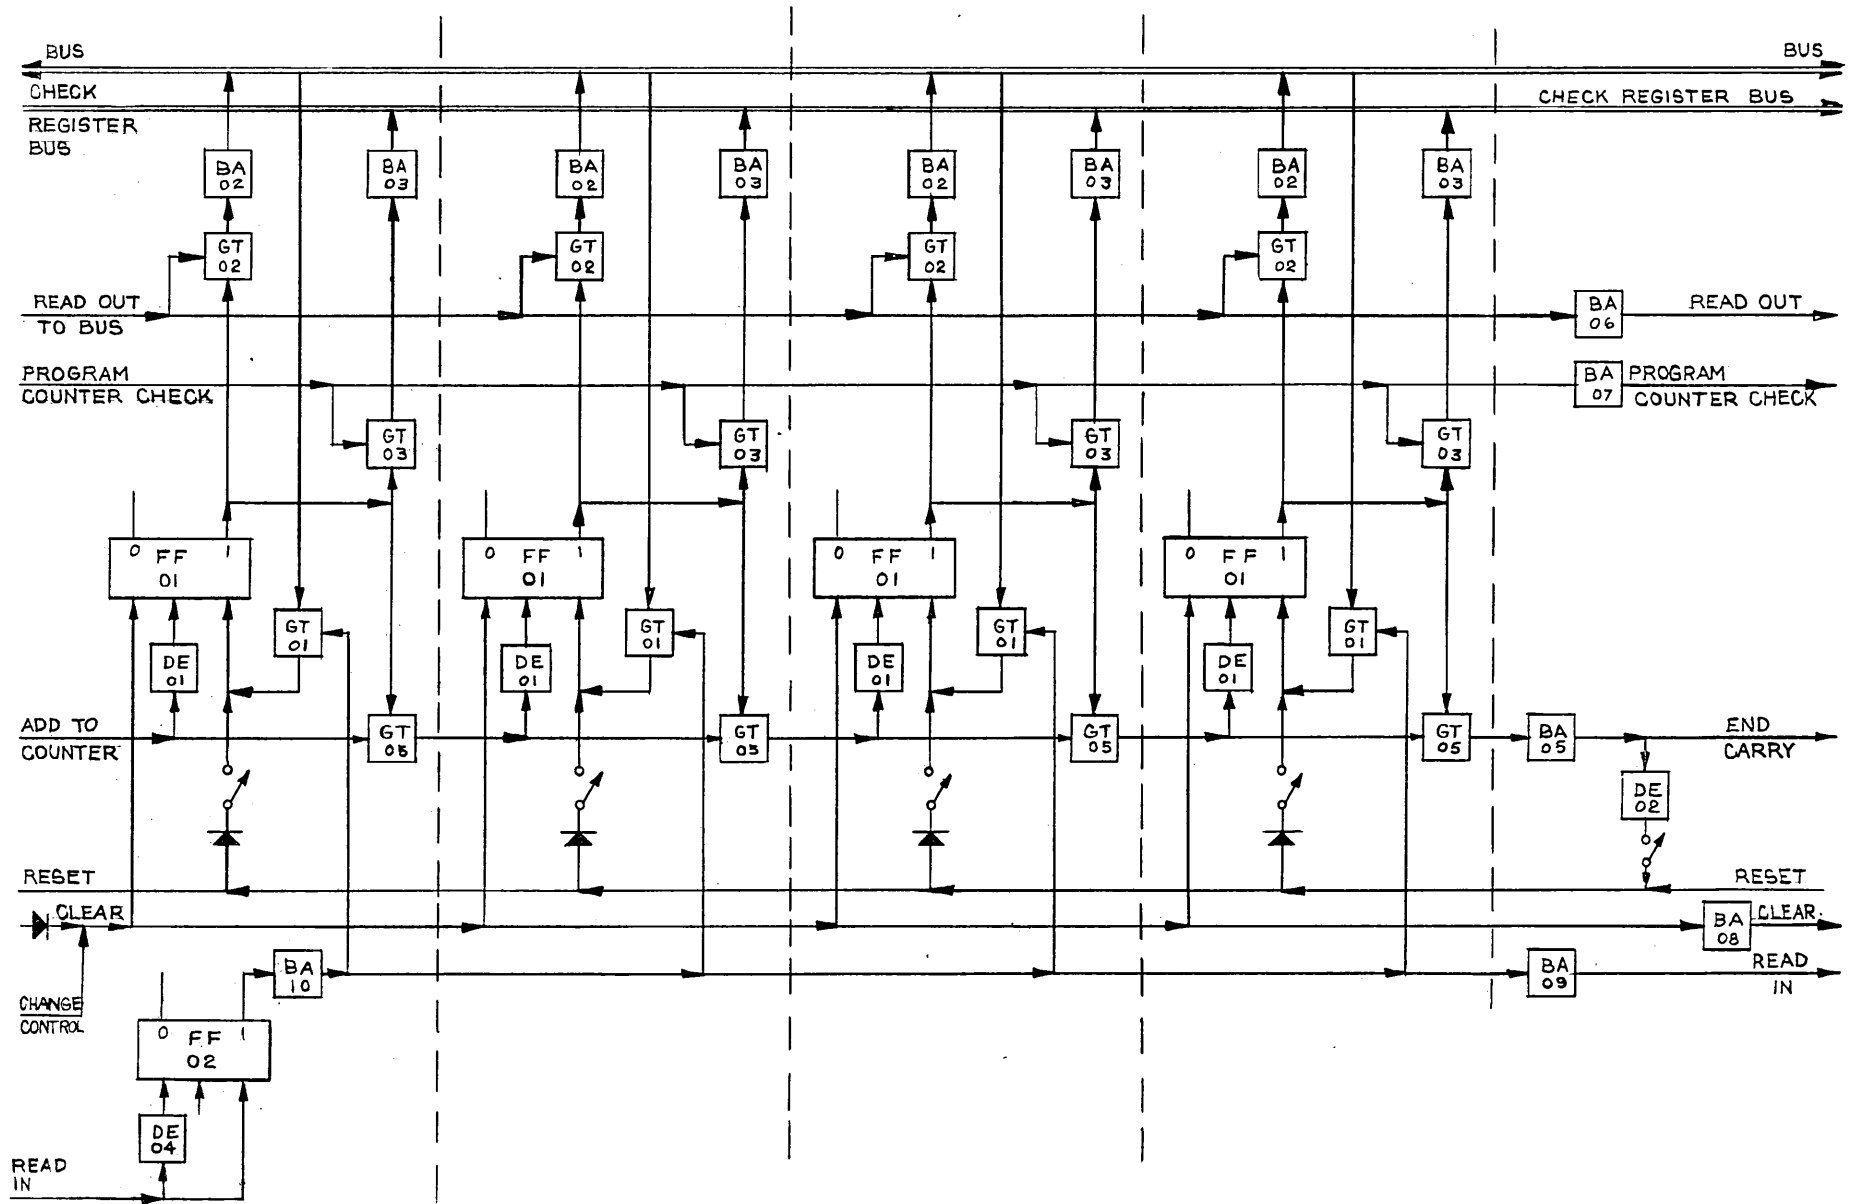 BUS
BUS
CHECK
CHECK REGISTER BUS
REGISTER
BUS
BA
02
BA
03
BA
02
BA
03
BA
02
BA
03
BA
02
BA
03
GT
02
GT
02
GT
02
GT
02
READ OUT
TO BUS
BA
06
READ OUT
PROGRAM
COUNTER CHECK
BA
07
PROGRAM
COUNTER CHECK
GT
03
GT
03
GT
03
GT
03
0 FF 1
01
0 FF 1
01
0 FF 1
01
0 FF 1
01
GT
01
GT
01
GT
01
GT
01
DE
01
DE
01
DE
01
DE
01
ADD TO
COUNTER
GT
05
GT
05
GT
05
GT
05
BA
05
END
CARRY
DE
02
RESET
RESET
CLEAR
BA
08
CLEAR
BA
10
BA
09
READ
IN
CHANGE
CONTROL
0 FF 1
02
DE
04
READ
IN